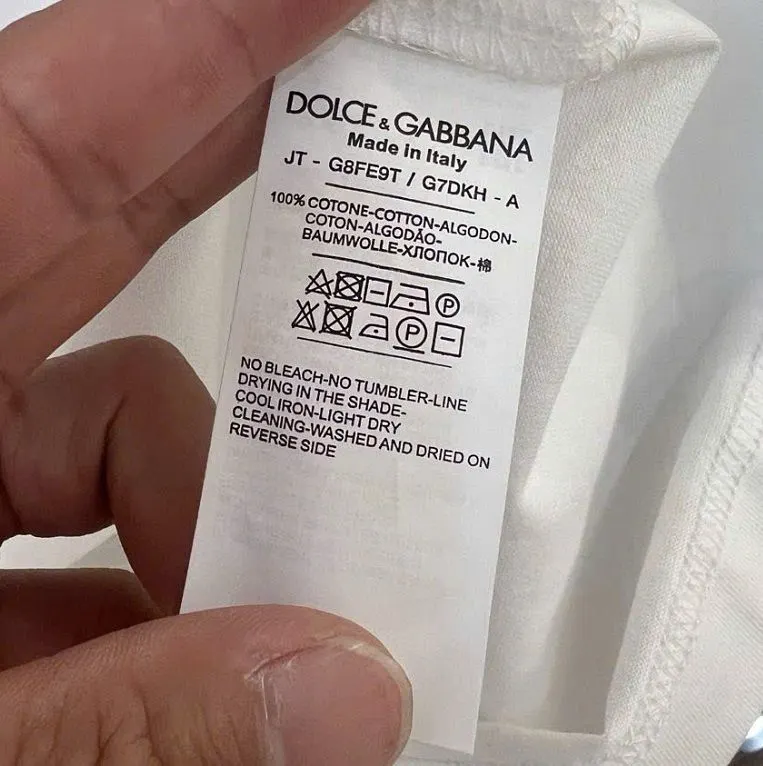 DOLCE & GABBANA
Made in Italy
JT - G8FE9T / G7DKH - A
100% COTONE-COTTON-ALGODON-
COTON-ALGODÃO-
BAUMWOLLE-ХЛОПОК-棉
P
P
NO BLEACH-NO TUMBLER-LINE
DRYING IN THE SHADE-
COOL IRON-LIGHT DRY
CLEANING-WASHED AND DRIED ON
REVERSE SIDE